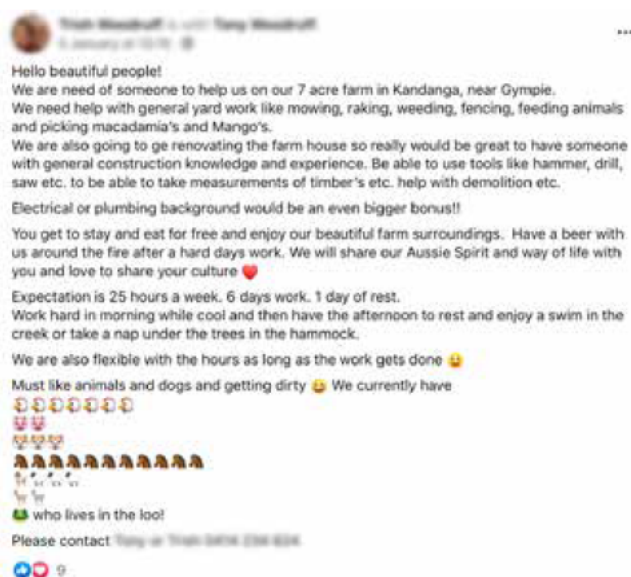 Hello beautiful people!
We are need of someone to help us on our 7 acre farm in Kandanga, near Gympie.
We need help with general yard work like mowing, raking, weeding, fencing, feeding animals
and picking macadamia's and Mango's.
We are also going to ge renovating the farm house so really would be great to have someone
with general construction knowledge and experience. Be able to use tools like hammer, drill,
saw etc. to be able to take measurements of timber's etc. help with demolition etc.
Electrical or plumbing background would be an even bigger bonus!!
You get to stay and eat for free and enjoy our beautiful farm surroundings. Have a beer with
us around the fire after a hard days work. We will share our Aussie Spirit and way of life with
you and love to share your culture ❤️
Expectation is 25 hours a week. 6 days work. 1 day of rest.
Work hard in morning while cool and then have the afternoon to rest and enjoy a swim in the
creek or take a nap under the trees in the hammock.
We are also flexible with the hours as long as the work gets done 😀
Must like animals and dogs and getting dirty 😀 We currently have
who lives in the loo!
Please contact
9